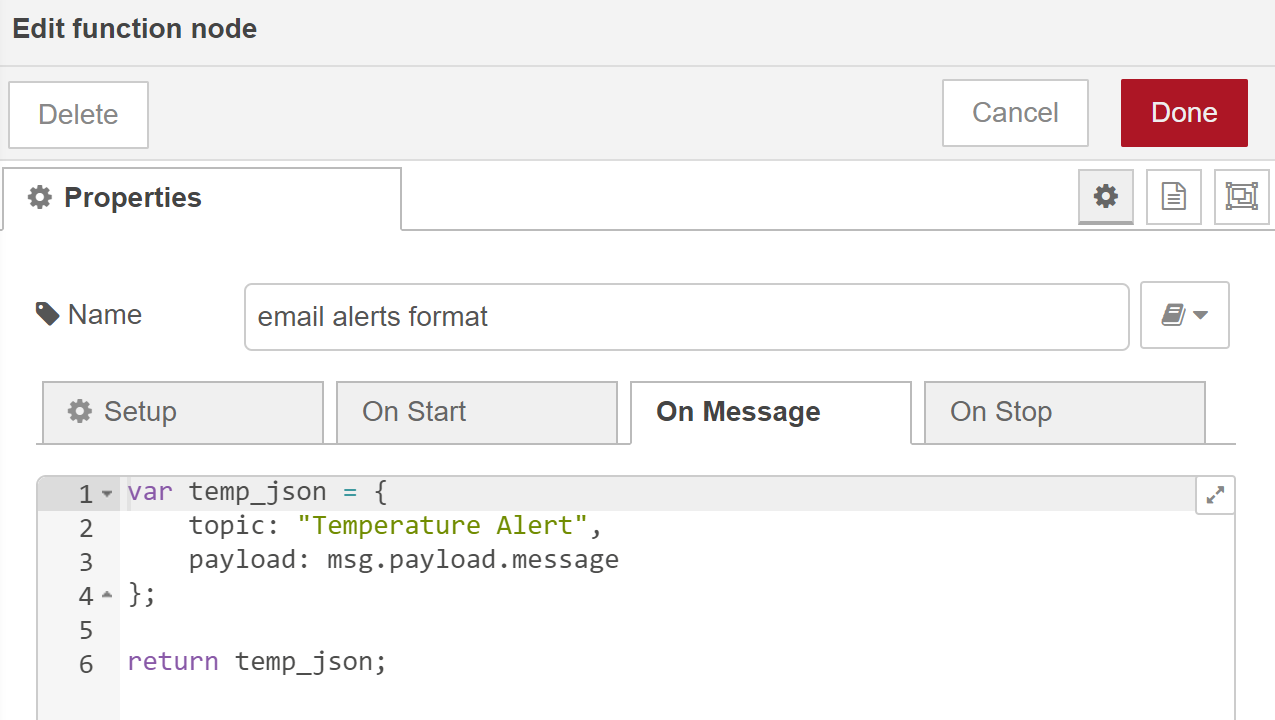 Edit function node
Delete
Cancel
Done
Properties
Name
email alerts format
Setup
On Start
On Message
On Stop
1 var temp_json = {
2     topic: "Temperature Alert",
3     payload: msg.payload.message
4 };
5
6 return temp_json;